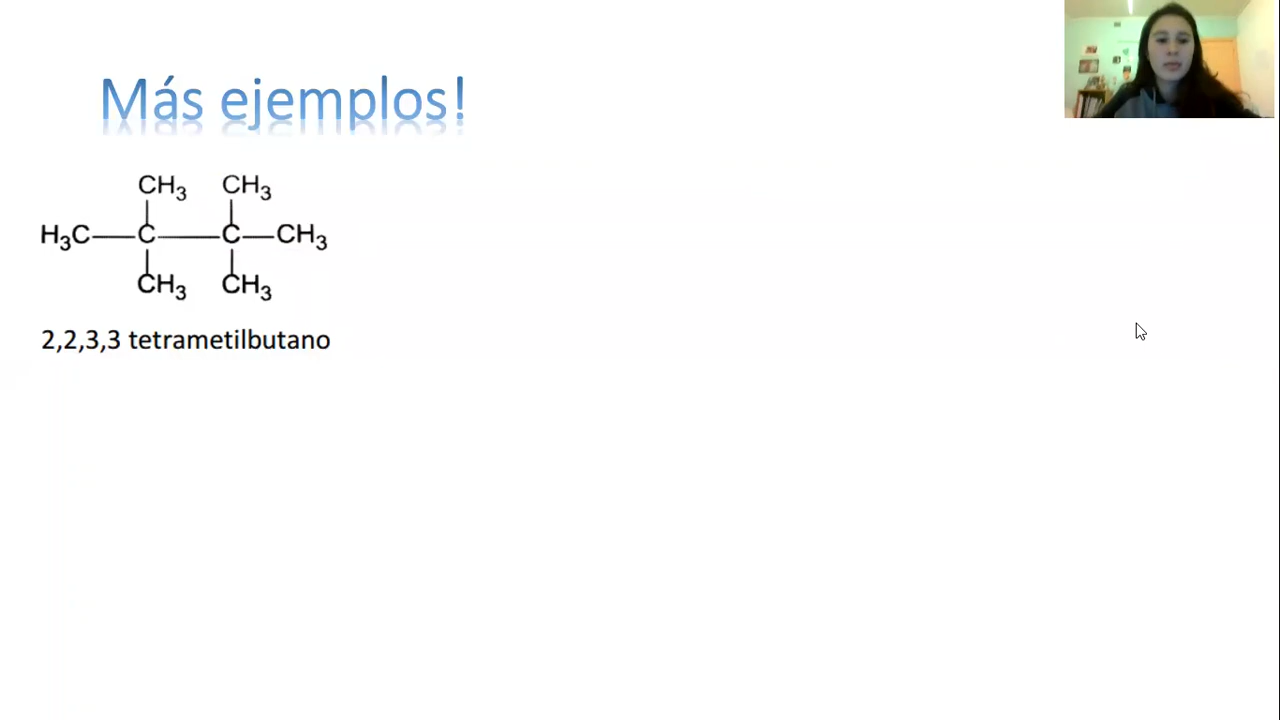 Más ejemplos!
CH3 CH3
H3C C C CH3
CH3 CH3
2,2,3,3 tetrametilbutano